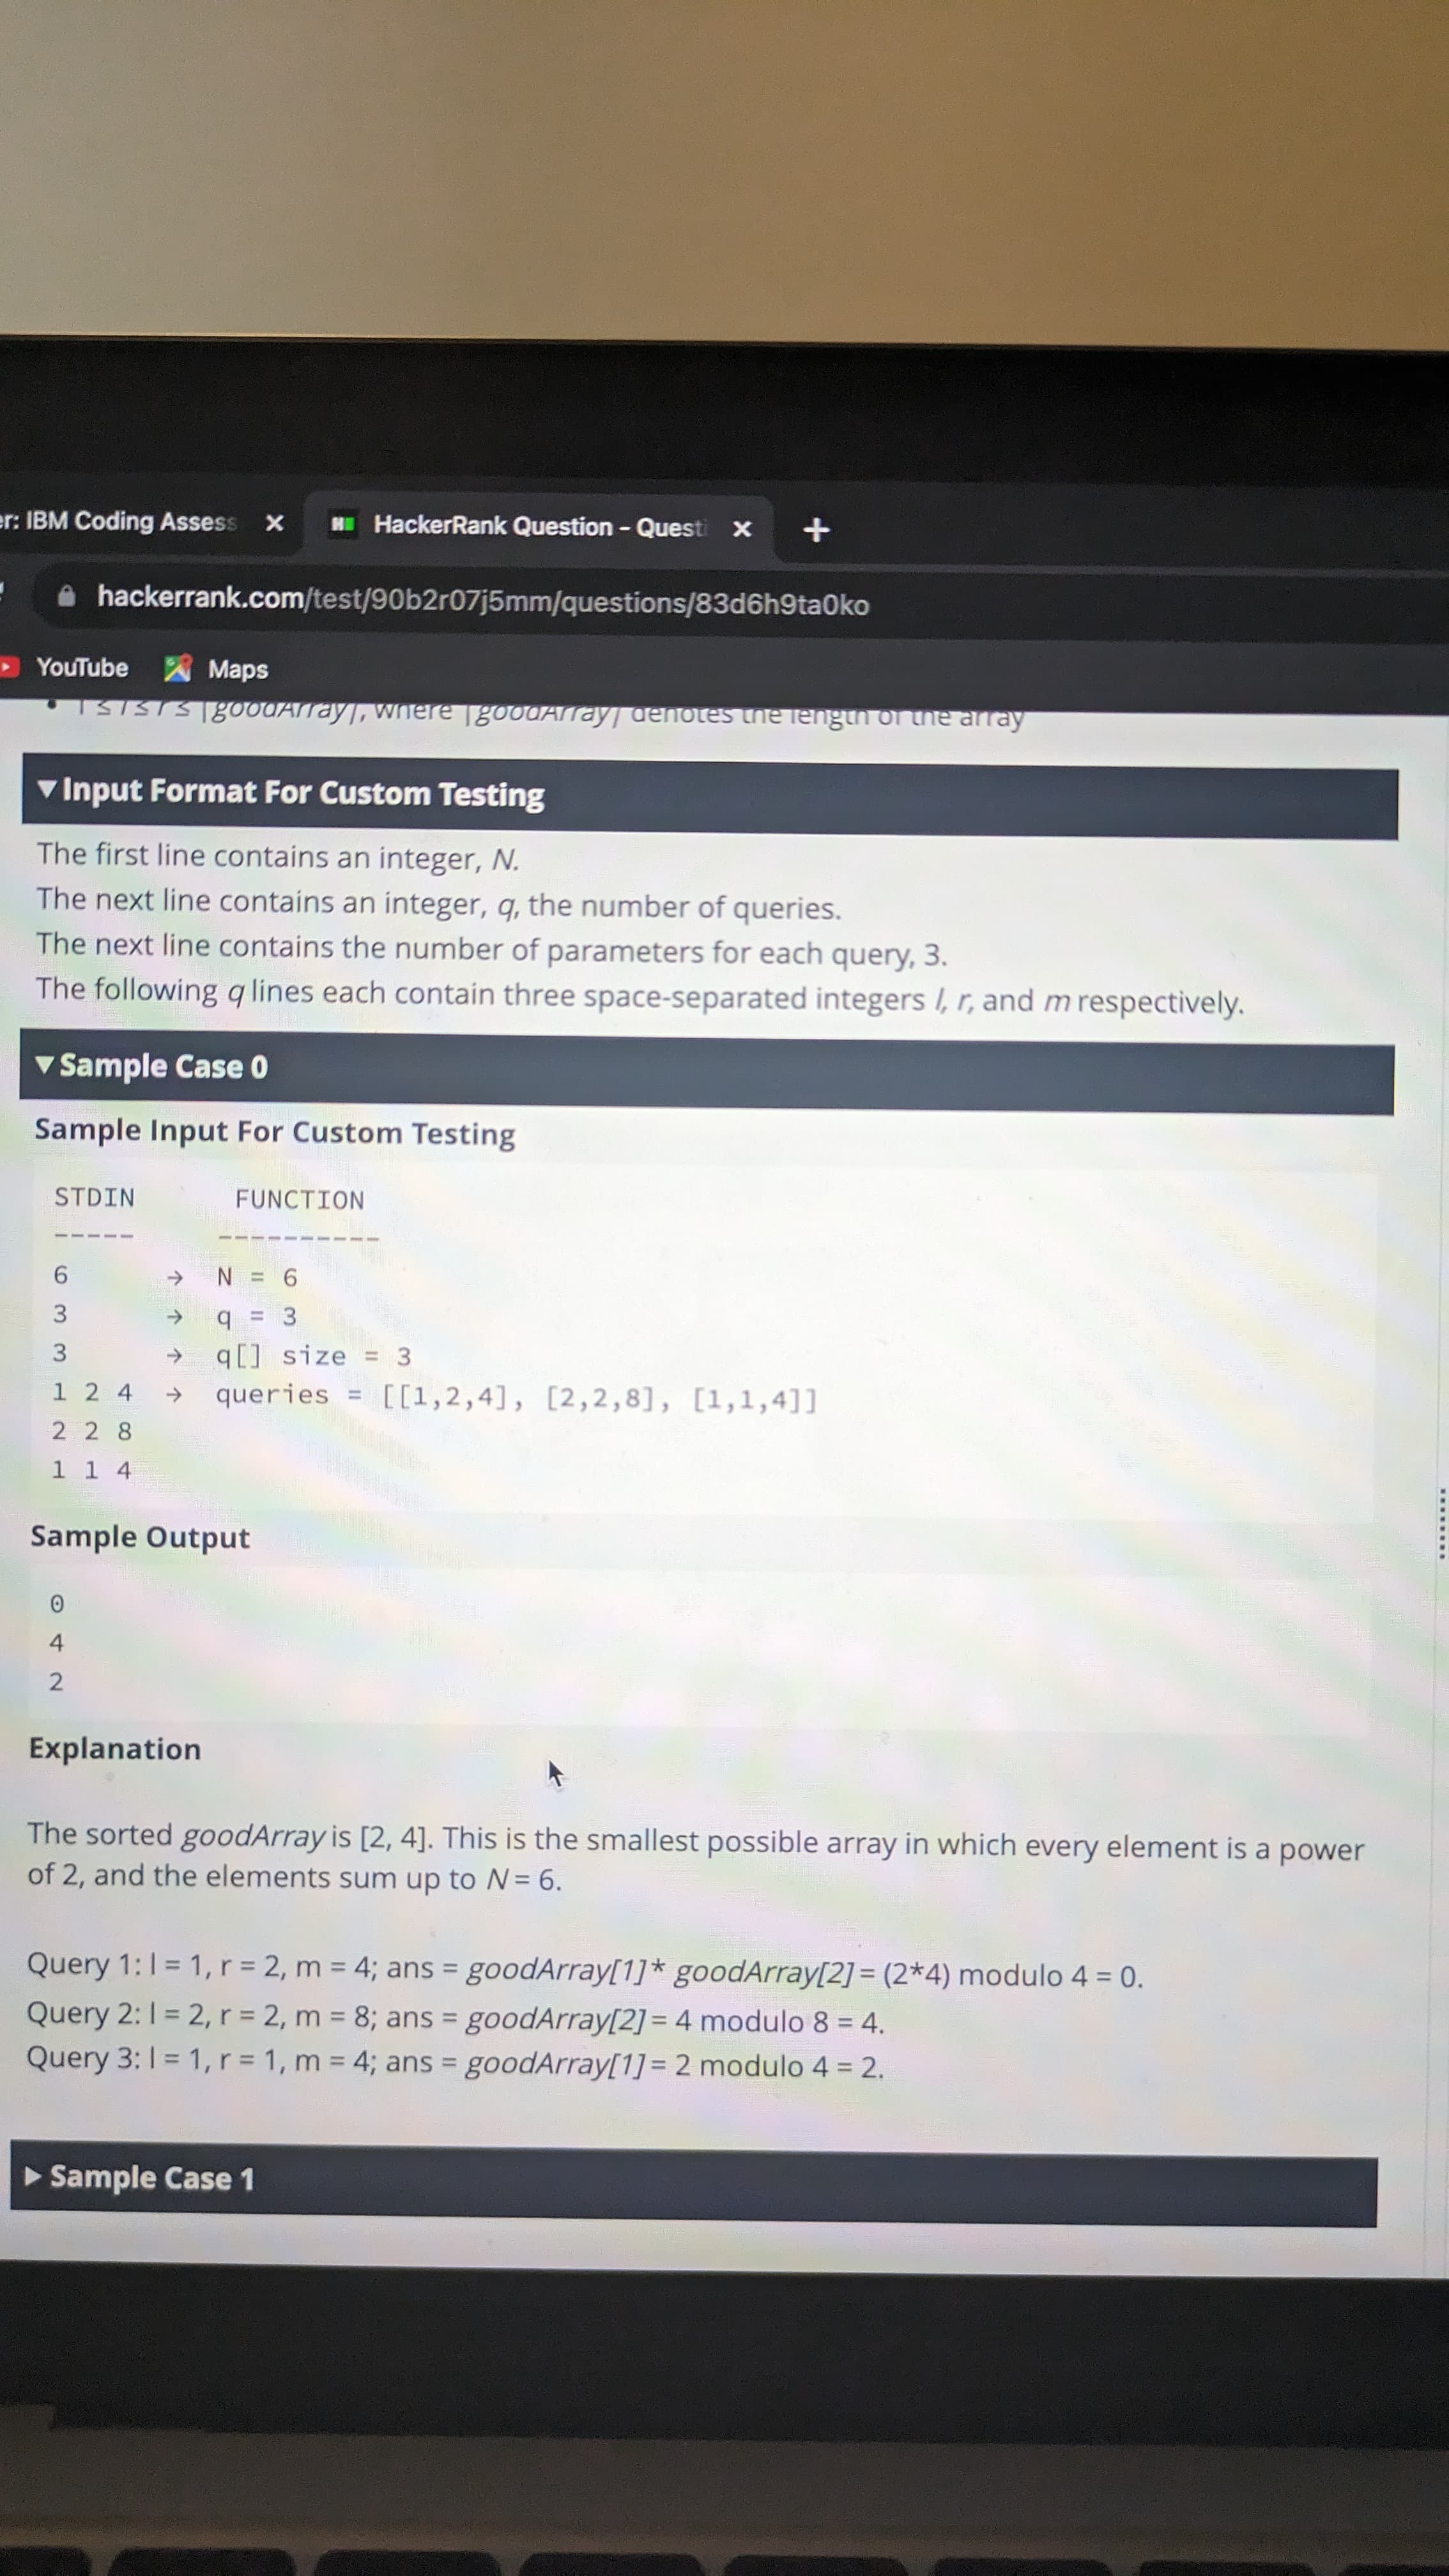 er: IBM Coding Assess
HackerRank Question – Questi
hackerrank.com/test/90b2r07j5mm/questions/83d6h9ta0ko
YouTube Maps
• 1 ≤ l ≤ r ≤ |goodArray|, where |goodArray| denotes the length of the array
▼Input Format For Custom Testing
The first line contains an integer, N.
The next line contains an integer, q, the number of queries.
The next line contains the number of parameters for each query, 3.
The following q lines each contain three space-separated integers l, r, and m respectively.
▼Sample Case 0
Sample Input For Custom Testing
STDIN FUNCTION
----- ----------
6 → N = 6
3 → q = 3
3 → q[] size = 3
1 2 4 → queries = [[1,2,4], [2,2,8], [1,1,4]]
2 2 8
1 1 4
Sample Output
0
4
2
Explanation
The sorted goodArray is [2, 4]. This is the smallest possible array in which every element is a power
of 2, and the elements sum up to N = 6.
Query 1: l = 1, r = 2, m = 4; ans = goodArray[1]* goodArray[2] = (2*4) modulo 4 = 0.
Query 2: l = 2, r = 2, m = 8; ans = goodArray[2] = 4 modulo 8 = 4.
Query 3: l = 1, r = 1, m = 4; ans = goodArray[1] = 2 modulo 4 = 2.
▶ Sample Case 1